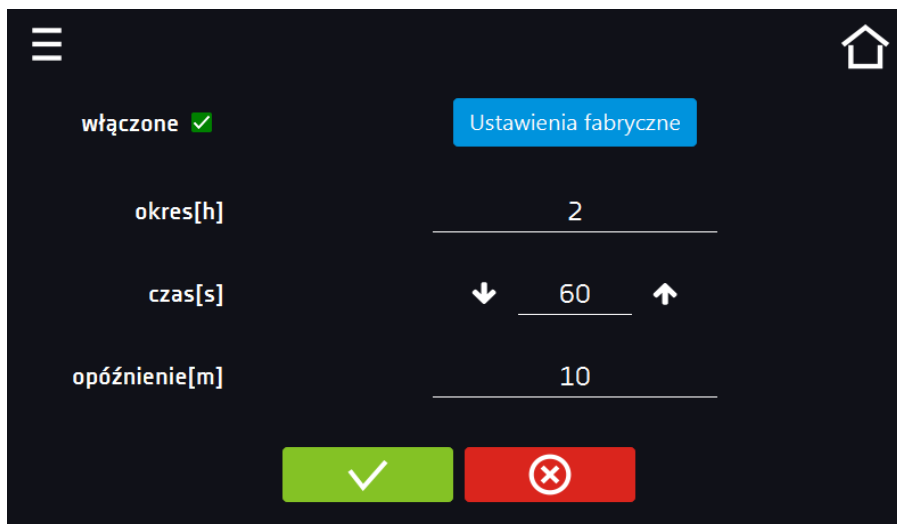 włączone Ustawienia fabryczne
okres[h] 2
czas[s] 60
opóźnienie[m] 10